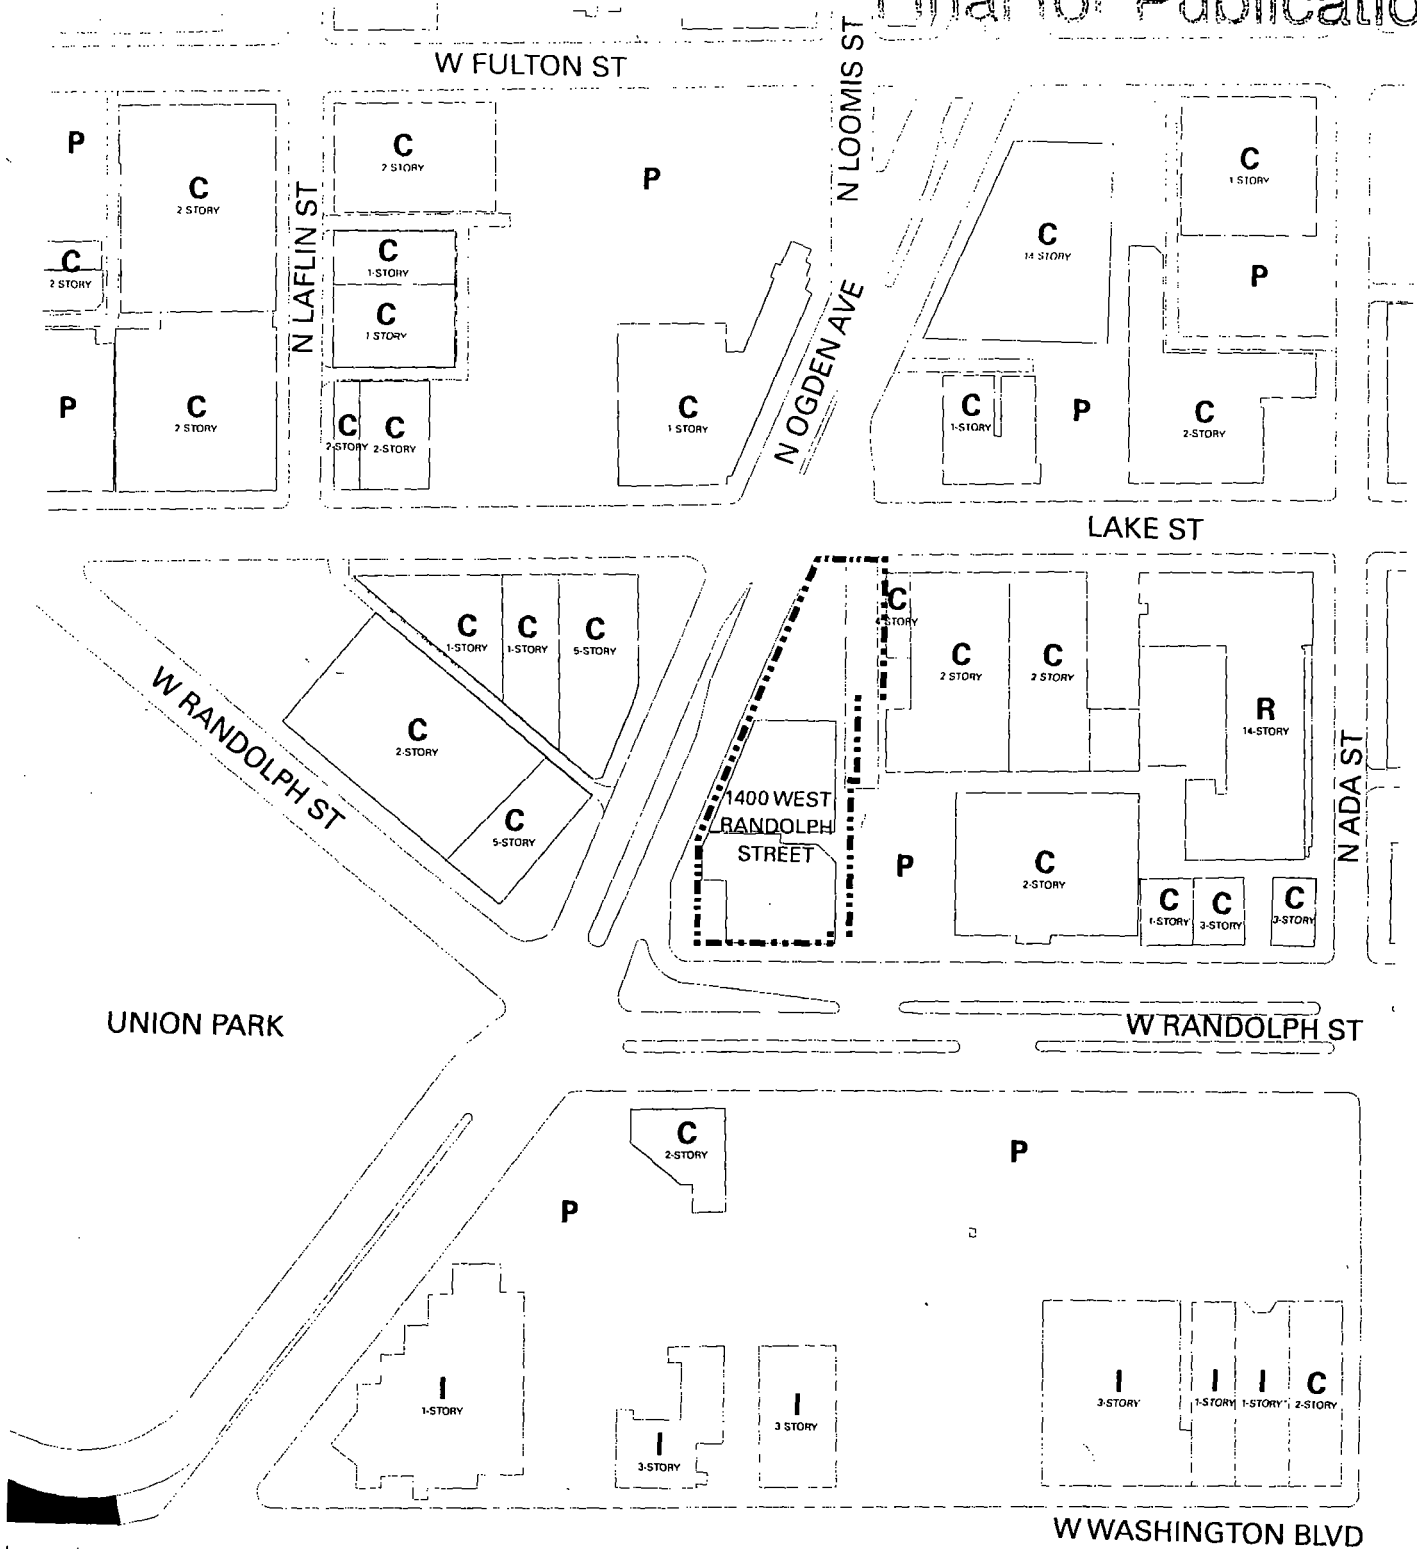 Final for Publicatio
W FULTON ST
N LOOMIS ST
P
C
2 STORY
C
2 STORY
P
C
1 STORY
N LAFLIN ST
C
2 STORY
C
1-STORY
C
1 STORY
C
14 STORY
P
N OGDEN AVE
P
C
2 STORY
C
2-STORY
C
2-STORY
C
1 STORY
C
1-STORY
P
C
2-STORY
LAKE ST
C
1-STORY
C
1-STORY
C
5-STORY
C
STORY
C
2 STORY
C
2 STORY
R
14-STORY
W RANDOLPH ST
C
2-STORY
C
5-STORY
1400 WEST
RANDOLPH
STREET
P
C
2-STORY
N ADA ST
C
1-STORY
C
3-STORY
C
3-STORY
UNION PARK
W RANDOLPH ST
C
2-STORY
P
P
I
1-STORY
I
3-STORY
I
3 STORY
I
3-STORY
I
1-STORY
I
1-STORY
C
2-STORY
W WASHINGTON BLVD